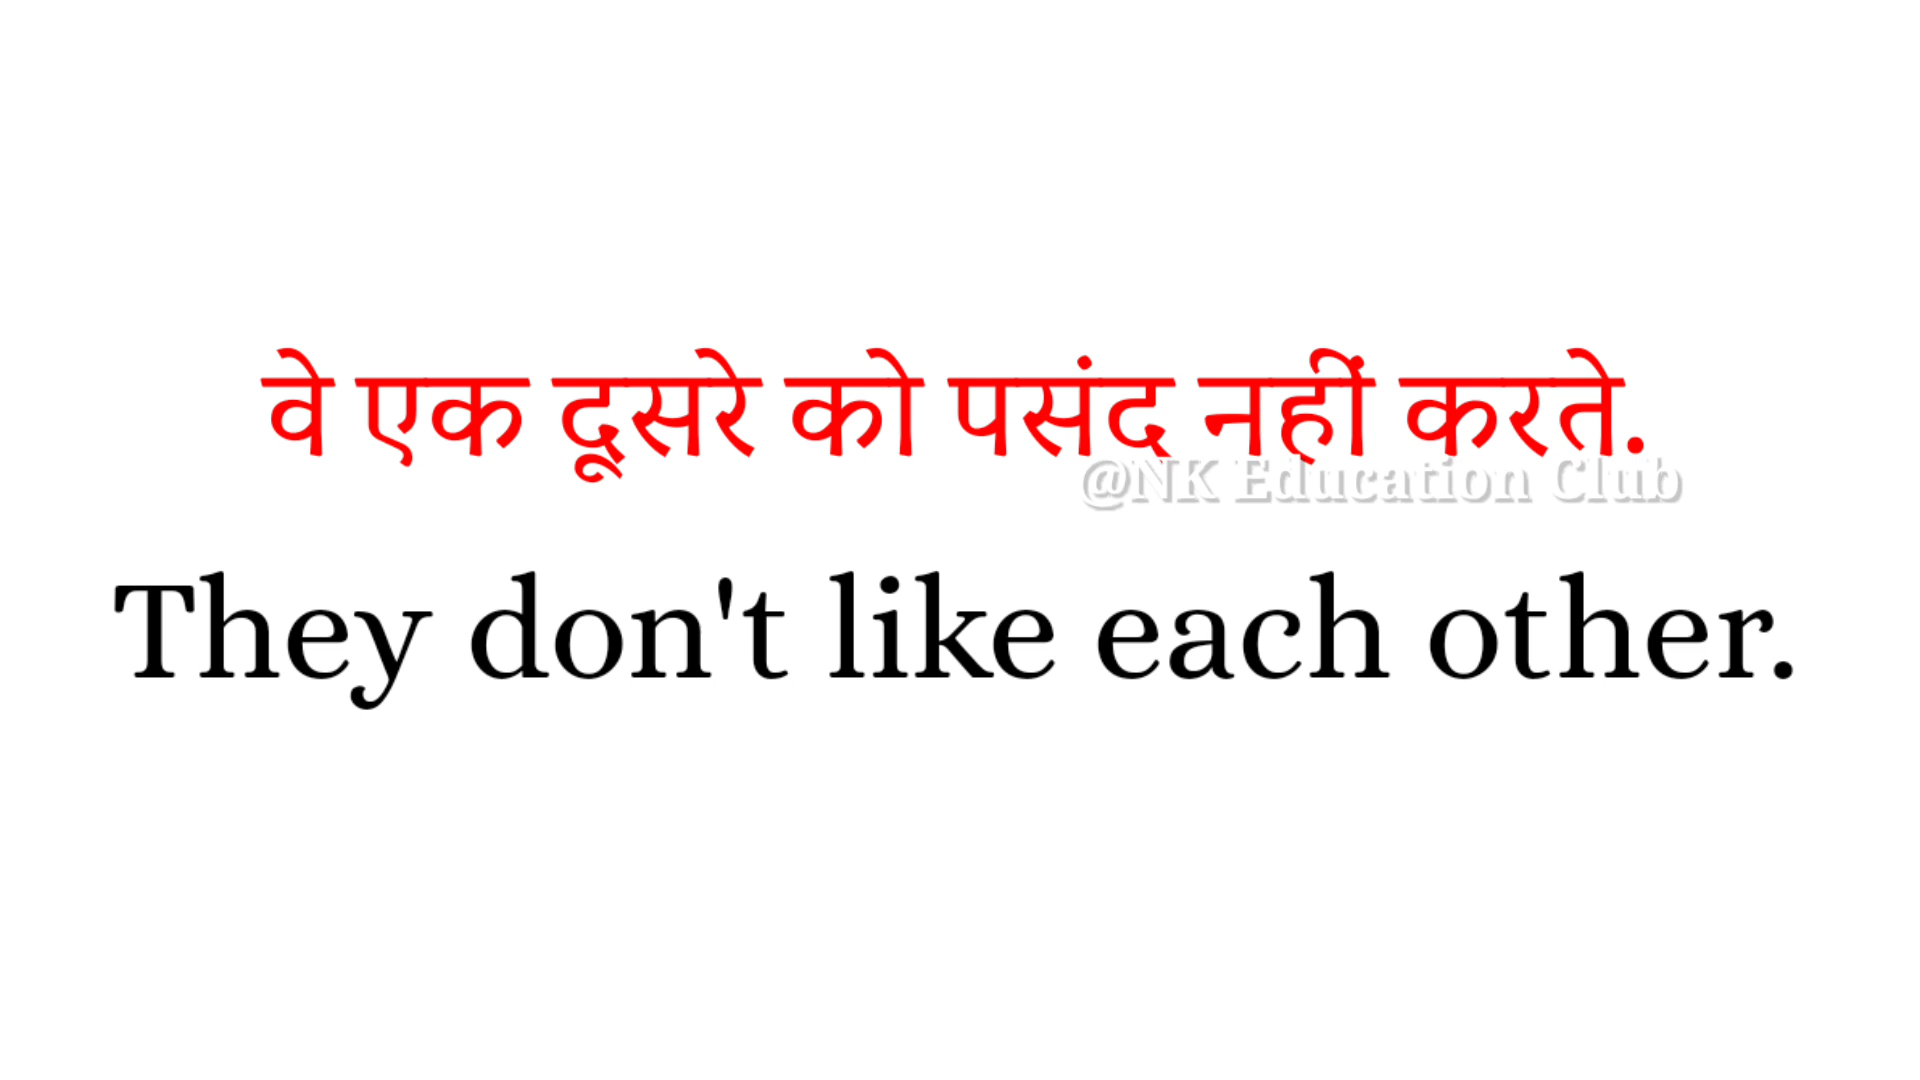 वे एक दूसरे को पसंद नहीं करते.
@NK Education Club
They don't like each other.